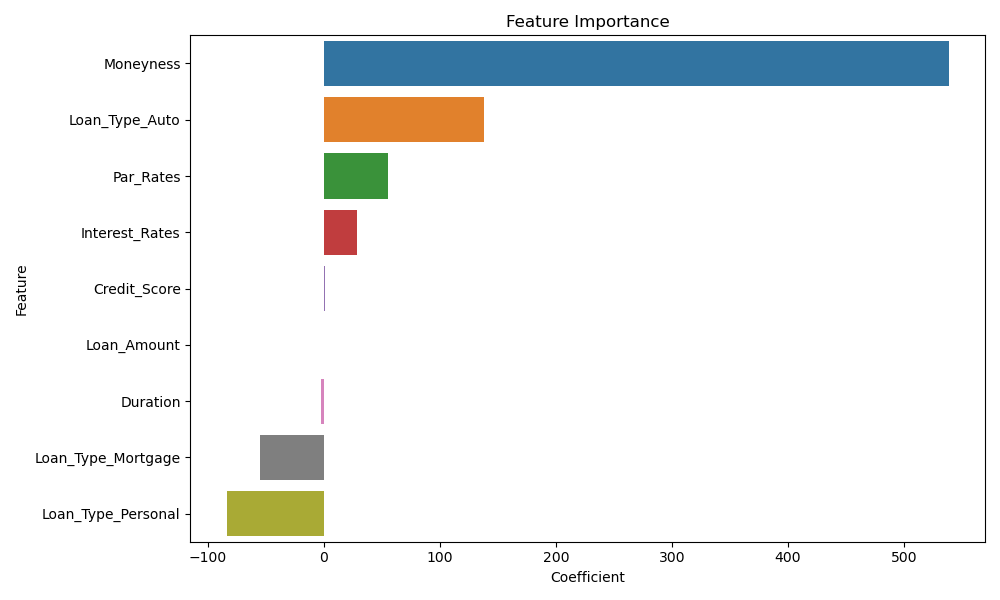 Feature Importance
Feature
Moneyness
Loan_Type_Auto
Par_Rates
Interest_Rates
Credit_Score
Loan_Amount
Duration
Loan_Type_Mortgage
Loan_Type_Personal
−100 0 100 200 300 400 500
Coefficient